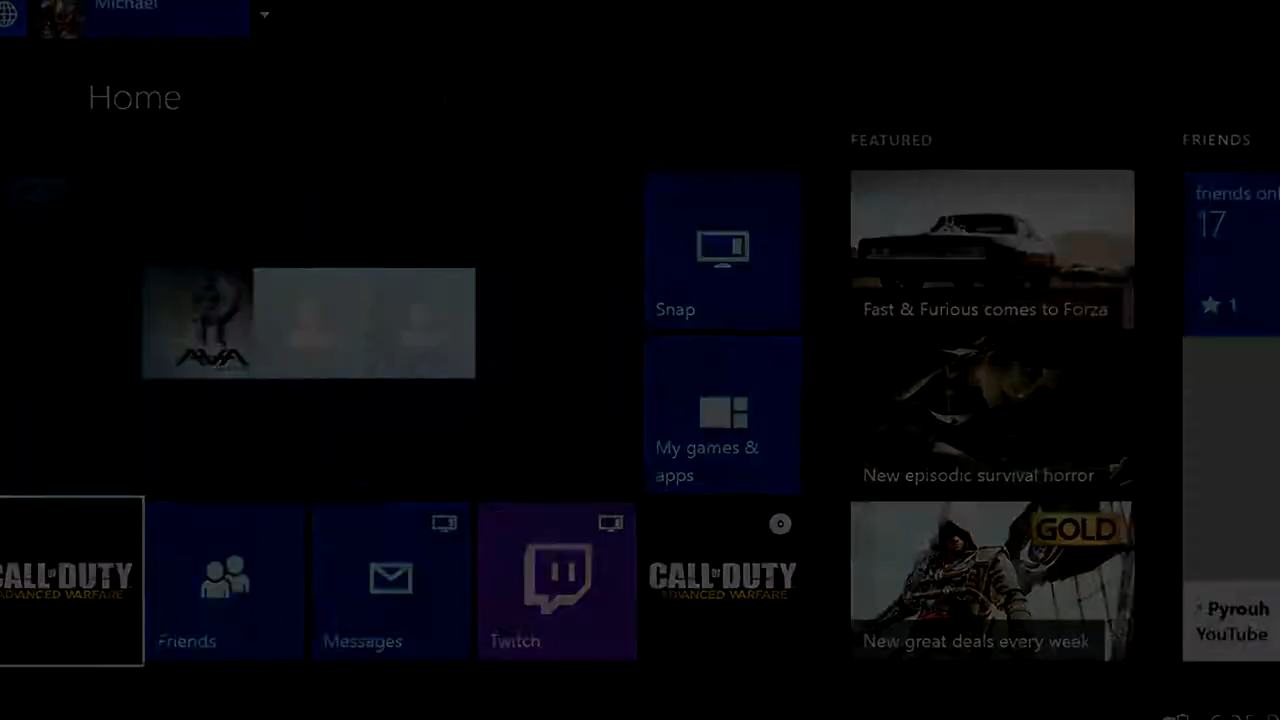 Michael
Home
FEATURED
FRIENDS
friends onl
17
1
Snap
Fast & Furious comes to Forza
My games &
apps
New episodic survival horror
CALL OF DUTY
ADVANCED WARFARE
Friends
Messages
Twitch
CALL OF DUTY
ADVANCED WARFARE
GOLD
New great deals every week
Pyrouh
YouTube